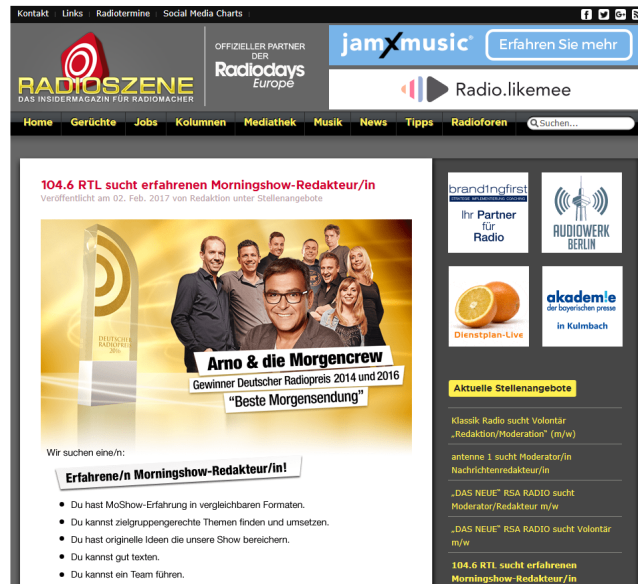 Kontakt
Links
Radiotermine
Social Media Charts
RADIOSZENE
DAS INSIDERMAGAZIN FÜR RADIOMACHER
OFFIZIELLER PARTNER
DER
Radiodays
Europe
jamxmusic®
Erfahren Sie mehr
Radio.likemee
Home Gerüchte Jobs Kolumnen Mediathek Musik News Tipps Radioforen Suchen...
104.6 RTL sucht erfahrenen Morningshow-Redakteur/in
Veröffentlicht am 02. Feb. 2017 von Redaktion unter Stellenangebote
DEUTSCHER
RADIOPREIS
2016
Arno & die Morgencrew
Gewinner Deutscher Radiopreis 2014 und 2016
“Beste Morgensendung”
Wir suchen eine/n:
Erfahrene/n Morningshow-Redakteur/in!
• Du hast MoShow-Erfahrung in vergleichbaren Formaten.
• Du kannst zielgruppengerechte Themen finden und umsetzen.
• Du hast originelle Ideen die unsere Show bereichern.
• Du kannst gut texten.
• Du kannst ein Team führen.
brand1ngfirst
STRATEGIE IMPLEMENTIERUNG COACHING
Ihr Partner
für
Radio
AUDIOWERK
BERLIN
Dienstplan-Live
akadem!e
der bayerischen presse
in Kulmbach
Aktuelle Stellenangebote
Klassik Radio sucht Volontär
„Redaktion/Moderation" (m/w)
antenne 1 sucht Moderator/in
Nachrichtenredakteur/in
„DAS NEUE" RSA RADIO sucht
Moderator/Redakteur m/w
„DAS NEUE" RSA RADIO sucht Volontär
m/w
104.6 RTL sucht erfahrenen
Morningshow-Redakteur/in